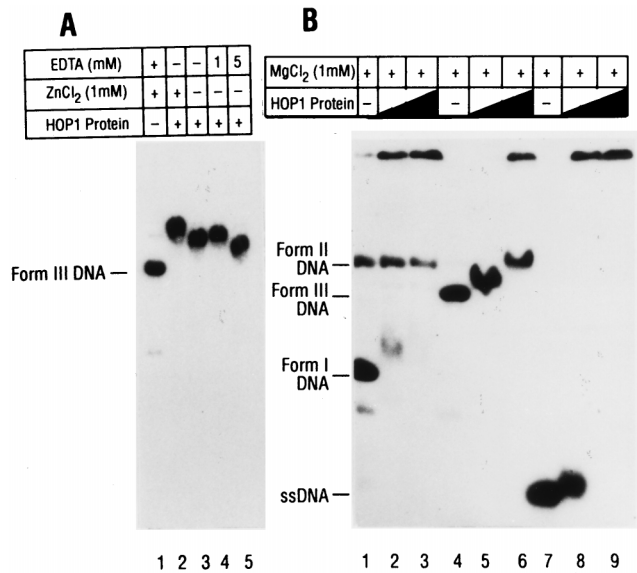 A
EDTA (mM) + – – 1 5
ZnCl2 (1mM) + + – – –
HOP1 Protein – + + + +
Form III DNA –
1 2 3 4 5
B
MgCl2 (1mM) + + + + + + + + +
HOP1 Protein – – –
Form II
DNA –
Form III
DNA –
Form I
DNA –
ssDNA –
1 2 3 4 5 6 7 8 9